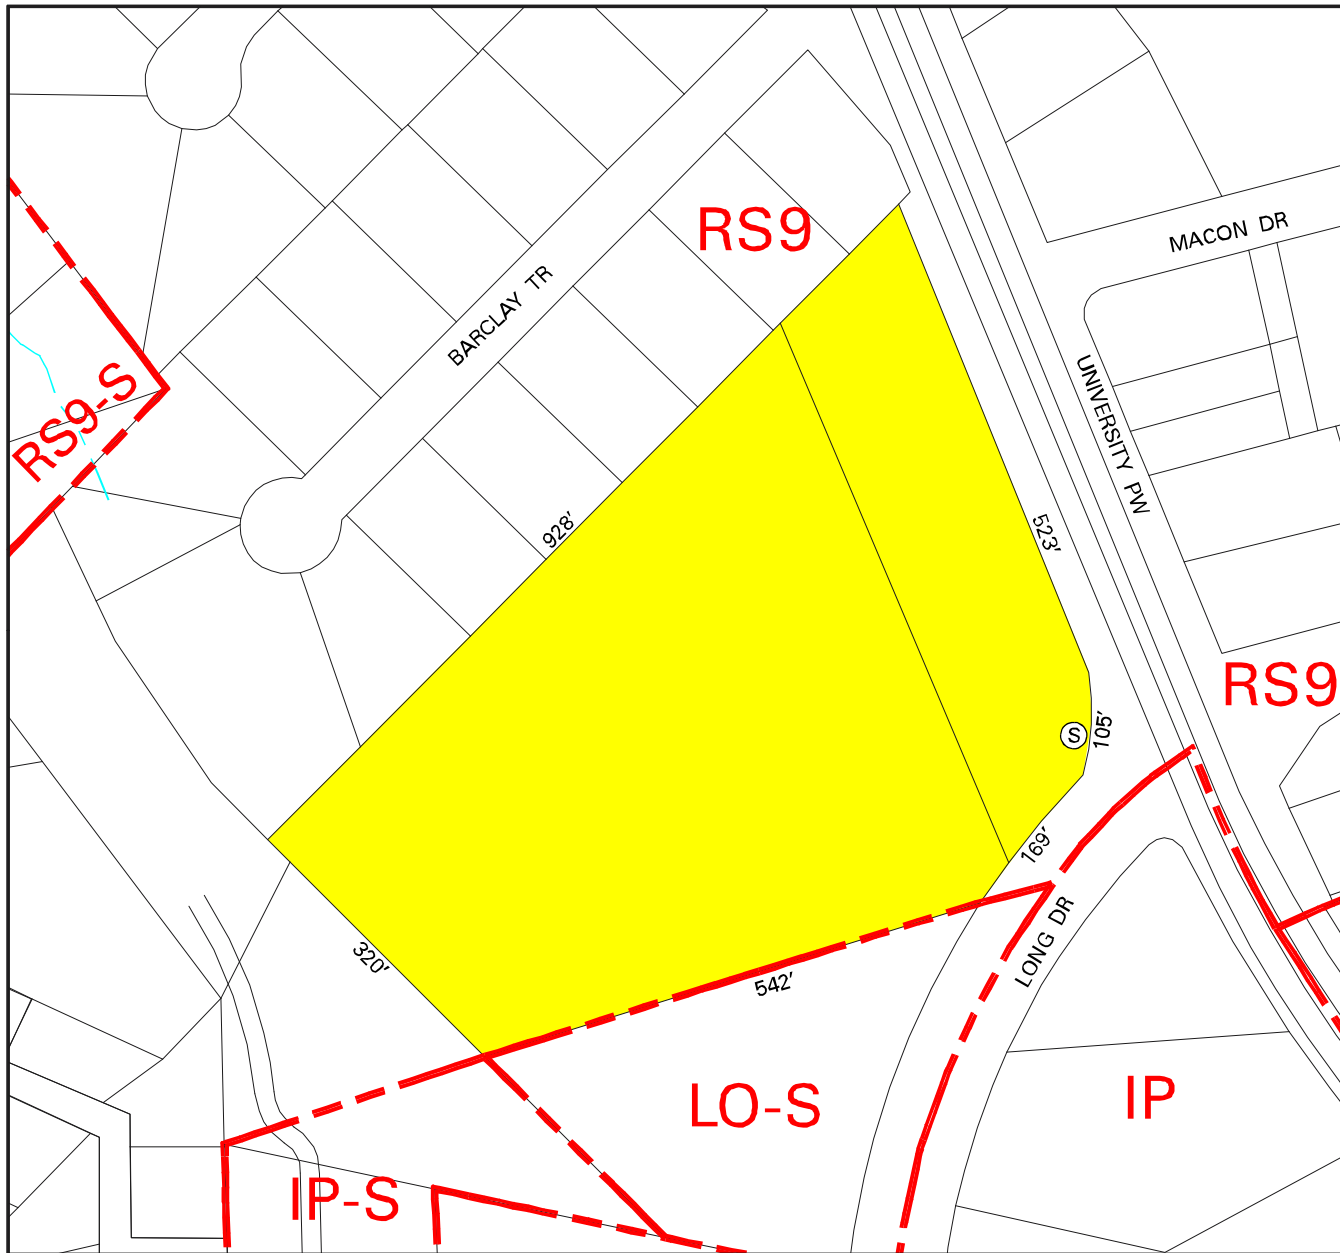 RS9
MACON DR
BARCLAY TR
UNIVERSITY PW
RS9-S
928'
523'
RS9
S
105'
169'
LONG DR
320'
542'
LO-S
IP
IP-S